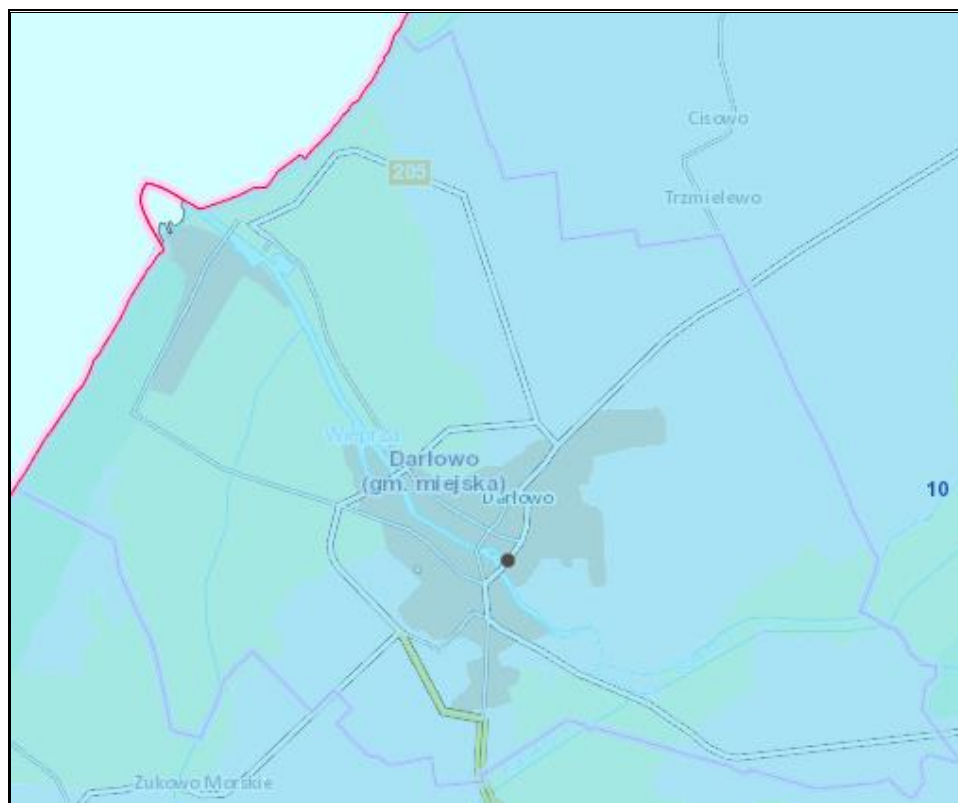 Cisowo
205
Trzmielewo
Wieprza
Darłowo
(gm. miejska)
Darłowo
10
Żukowo Morskie